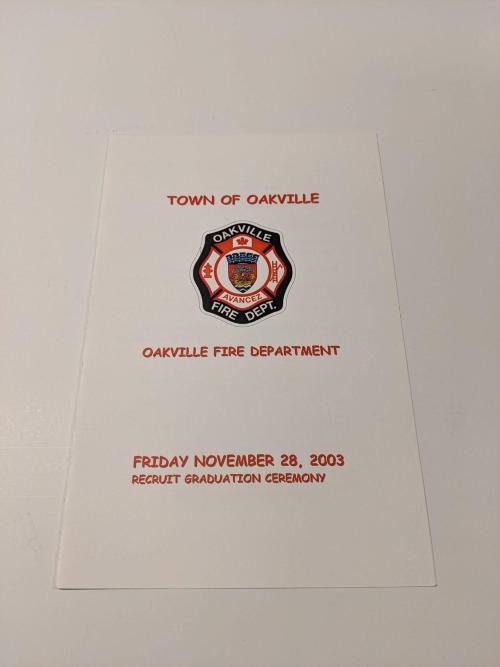 TOWN OF OAKVILLE
OAKVILLE
AVANCEZ
FIRE DEPT.
OAKVILLE FIRE DEPARTMENT
FRIDAY NOVEMBER 28, 2003
RECRUIT GRADUATION CEREMONY